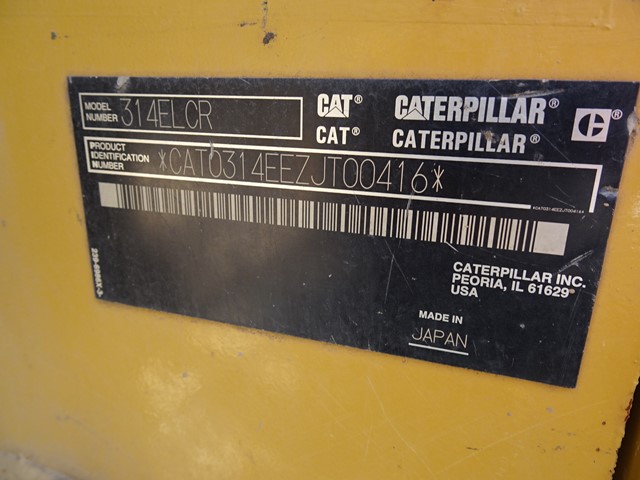 MODEL NUMBER 314ELCR
CAT® CATERPILLAR®
CAT® CATERPILLAR®
PRODUCT IDENTIFICATION NUMBER *CAT0314EEZJT00416*
*CAT0314EEZJT00416*
CATERPILLAR INC.
PEORIA, IL 61629
USA
MADE IN
JAPAN